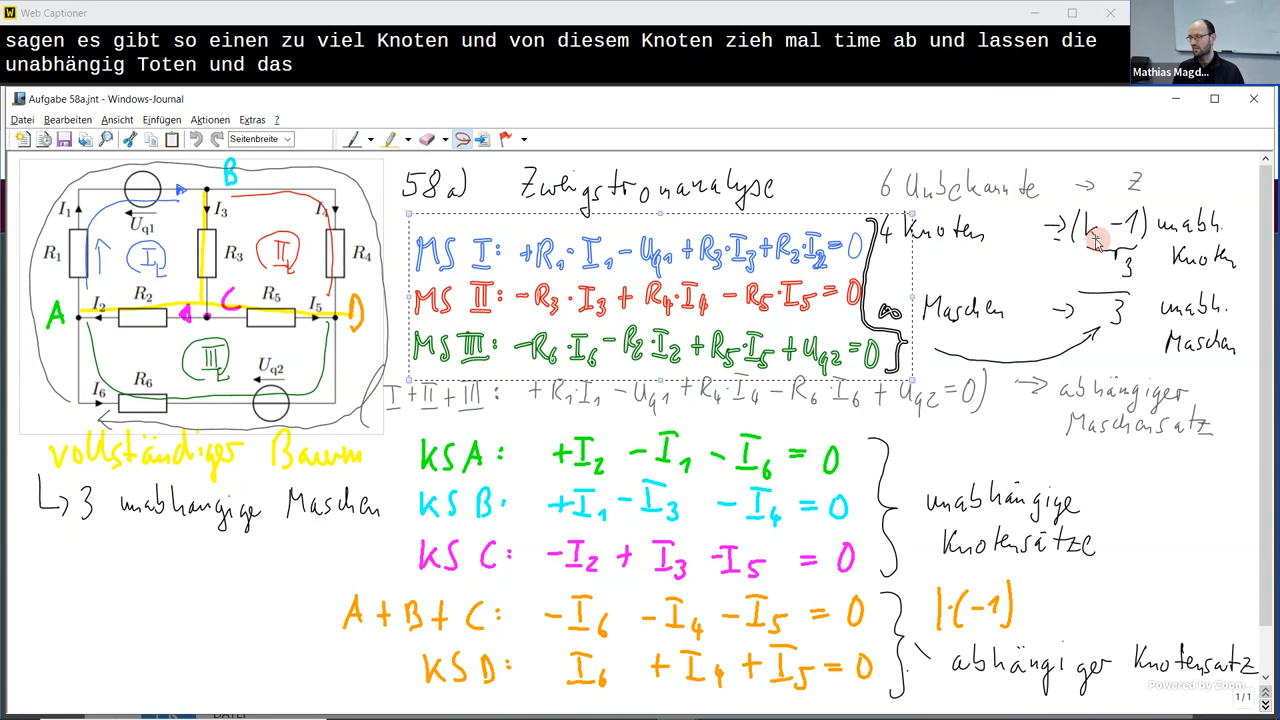 Web Captioner
sagen es gibt so einen zu viel Knoten und von diesem Knoten zieh mal time ab und lassen die
unabhängig Toten und das
Mathias Magd...
Aufgabe 58a.jnt - Windows-Journal
Datei Bearbeiten Ansicht Einfügen Aktionen Extras ?
Seitenbreite
I1 Uq1 I3 I4
R1 R3 R4
I2 R2 R5 I5
R6 Uq2 I6
A B C D
I II III
vollständiger Baum
↳ 3 unabhängige Maschen
58a) Zweigstromanalyse
6 Unbekannte → Z
4 Knoten → (k-1) unabh. Knoten
3
∞ Maschen → 3 unabh. Maschen
MS I: +R1·I1 -Uq1 +R3·I3+R2·I2=0
MS II: -R3·I3 + R4·I4 - R5·I5=0
MS III: -R6·I6 -R2·I2 +R5·I5+Uq2=0
I+II+III: +R1·I1 -Uq1 +R4·I4 -R6·I6 + Uq2=0) → abhängiger Maschensatz
KS A: +I2 -I1 -I6 = 0
KS B: +I1 -I3 -I4 = 0
KS C: -I2 + I3 -I5 = 0
unabhängige
Knotensätze
A+B+C: -I6 -I4 -I5 = 0 |·(-1)
KS D: I6 +I4 +I5 = 0
abhängiger Knotensatz
Powered by Zoom
1/1